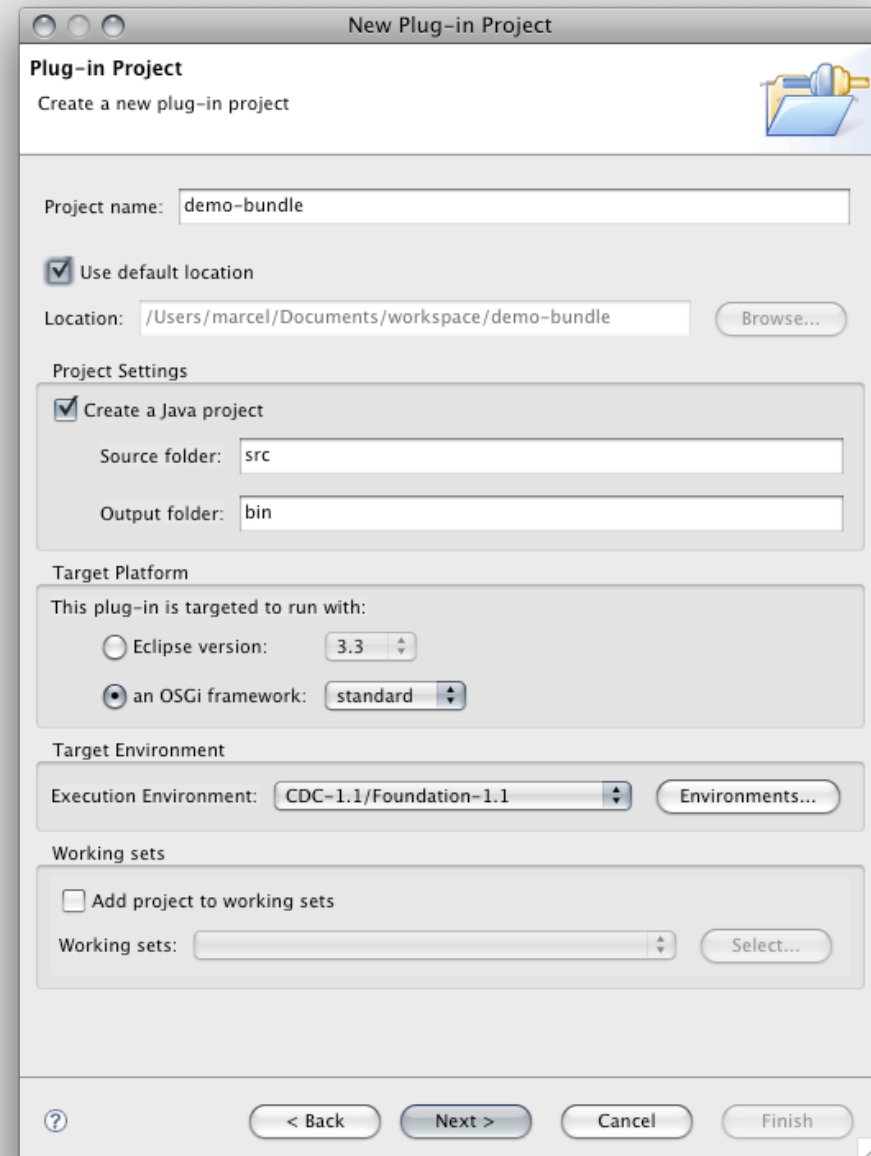 New Plug-in Project
Plug-in Project
Create a new plug-in project
Project name: demo-bundle
Use default location
Location: /Users/marcel/Documents/workspace/demo-bundle Browse...
Project Settings
Create a Java project
Source folder: src
Output folder: bin
Target Platform
This plug-in is targeted to run with:
Eclipse version: 3.3
an OSGi framework: standard
Target Environment
Execution Environment: CDC-1.1/Foundation-1.1 Environments...
Working sets
Add project to working sets
Working sets: Select...
? < Back Next > Cancel Finish